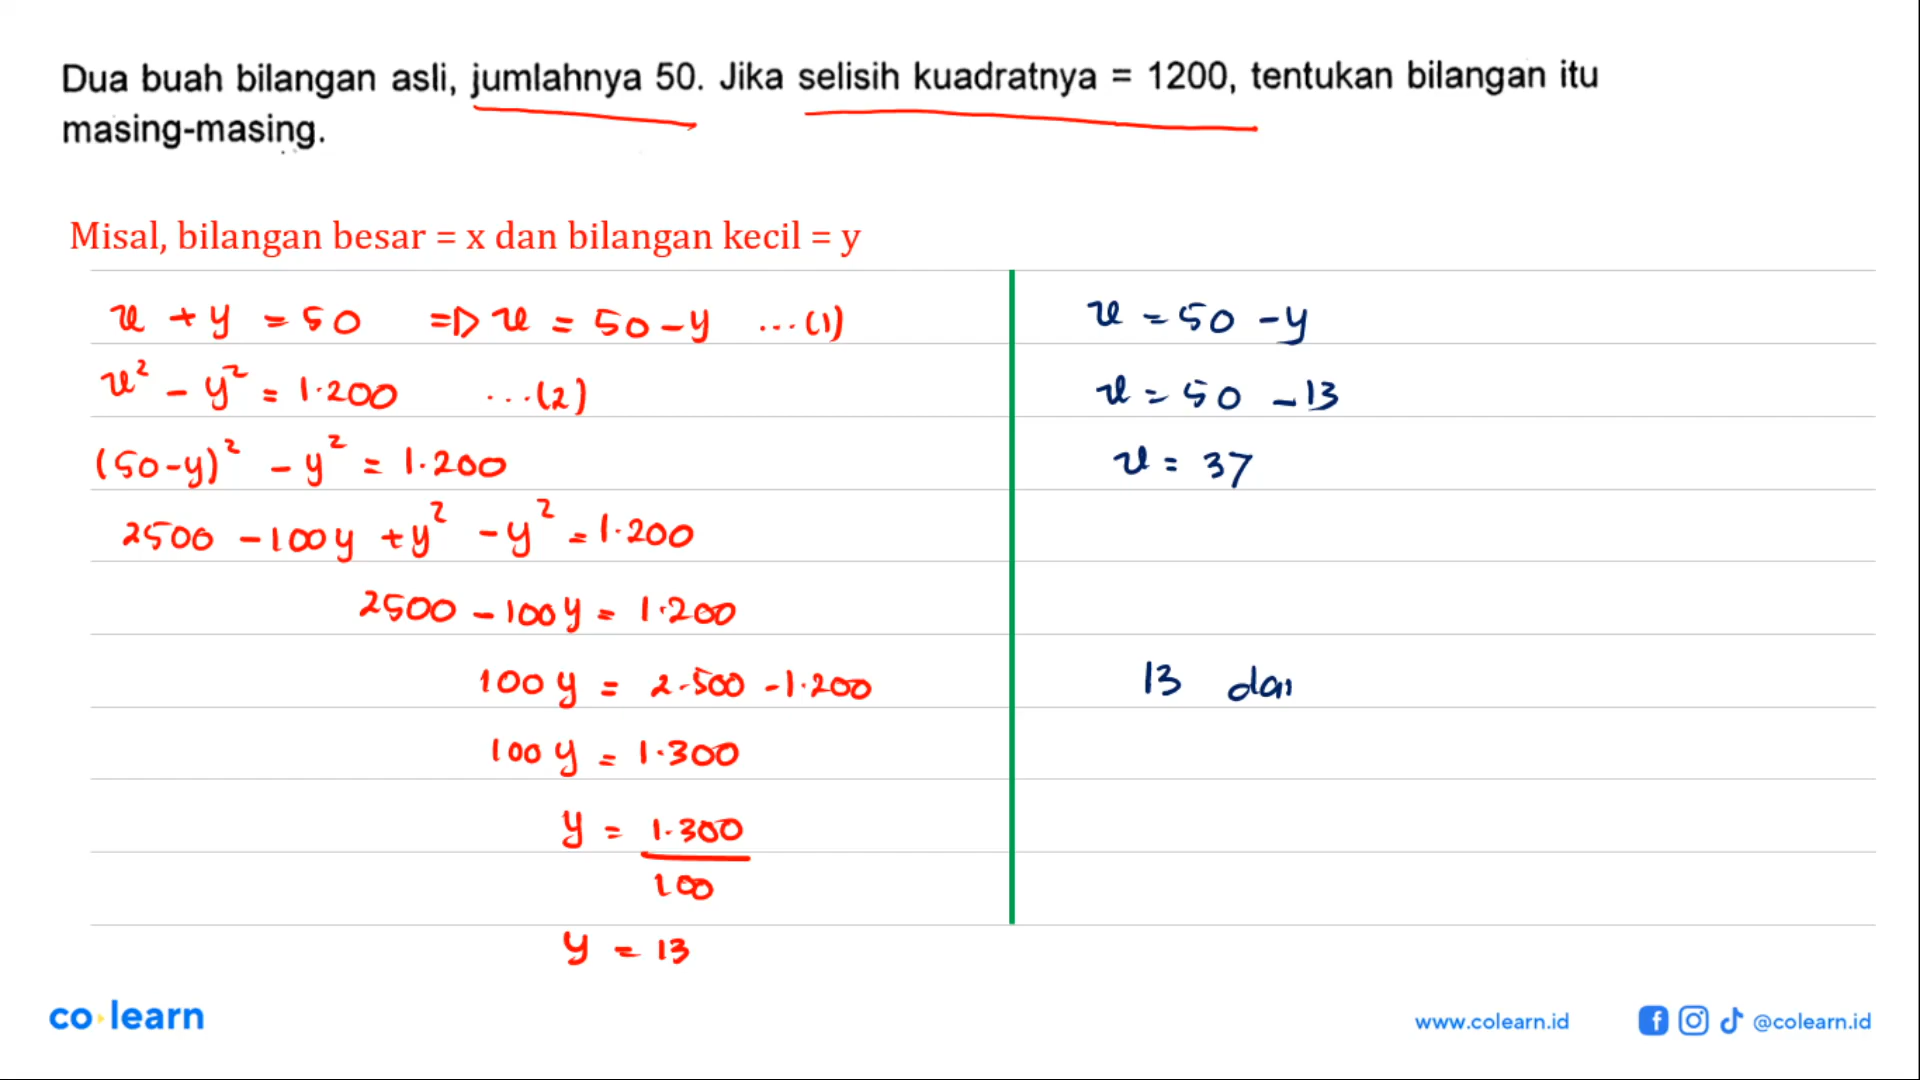 Dua buah bilangan asli, jumlahnya 50. Jika selisih kuadratnya = 1200, tentukan bilangan itu
masing-masing.
Misal, bilangan besar = x dan bilangan kecil = y
x + y = 50 => x = 50 - y ...(1)
x² - y² = 1.200 ...(2)
(50-y)² - y² = 1.200
2500 - 100y + y² - y² = 1.200
2500 - 100y = 1.200
100y = 2.500 - 1.200
100y = 1.300
y = 1.300
100
y = 13
x = 50 - y
x = 50 - 13
x = 37
13 dan
co learn
www.colearn.id
@colearn.id